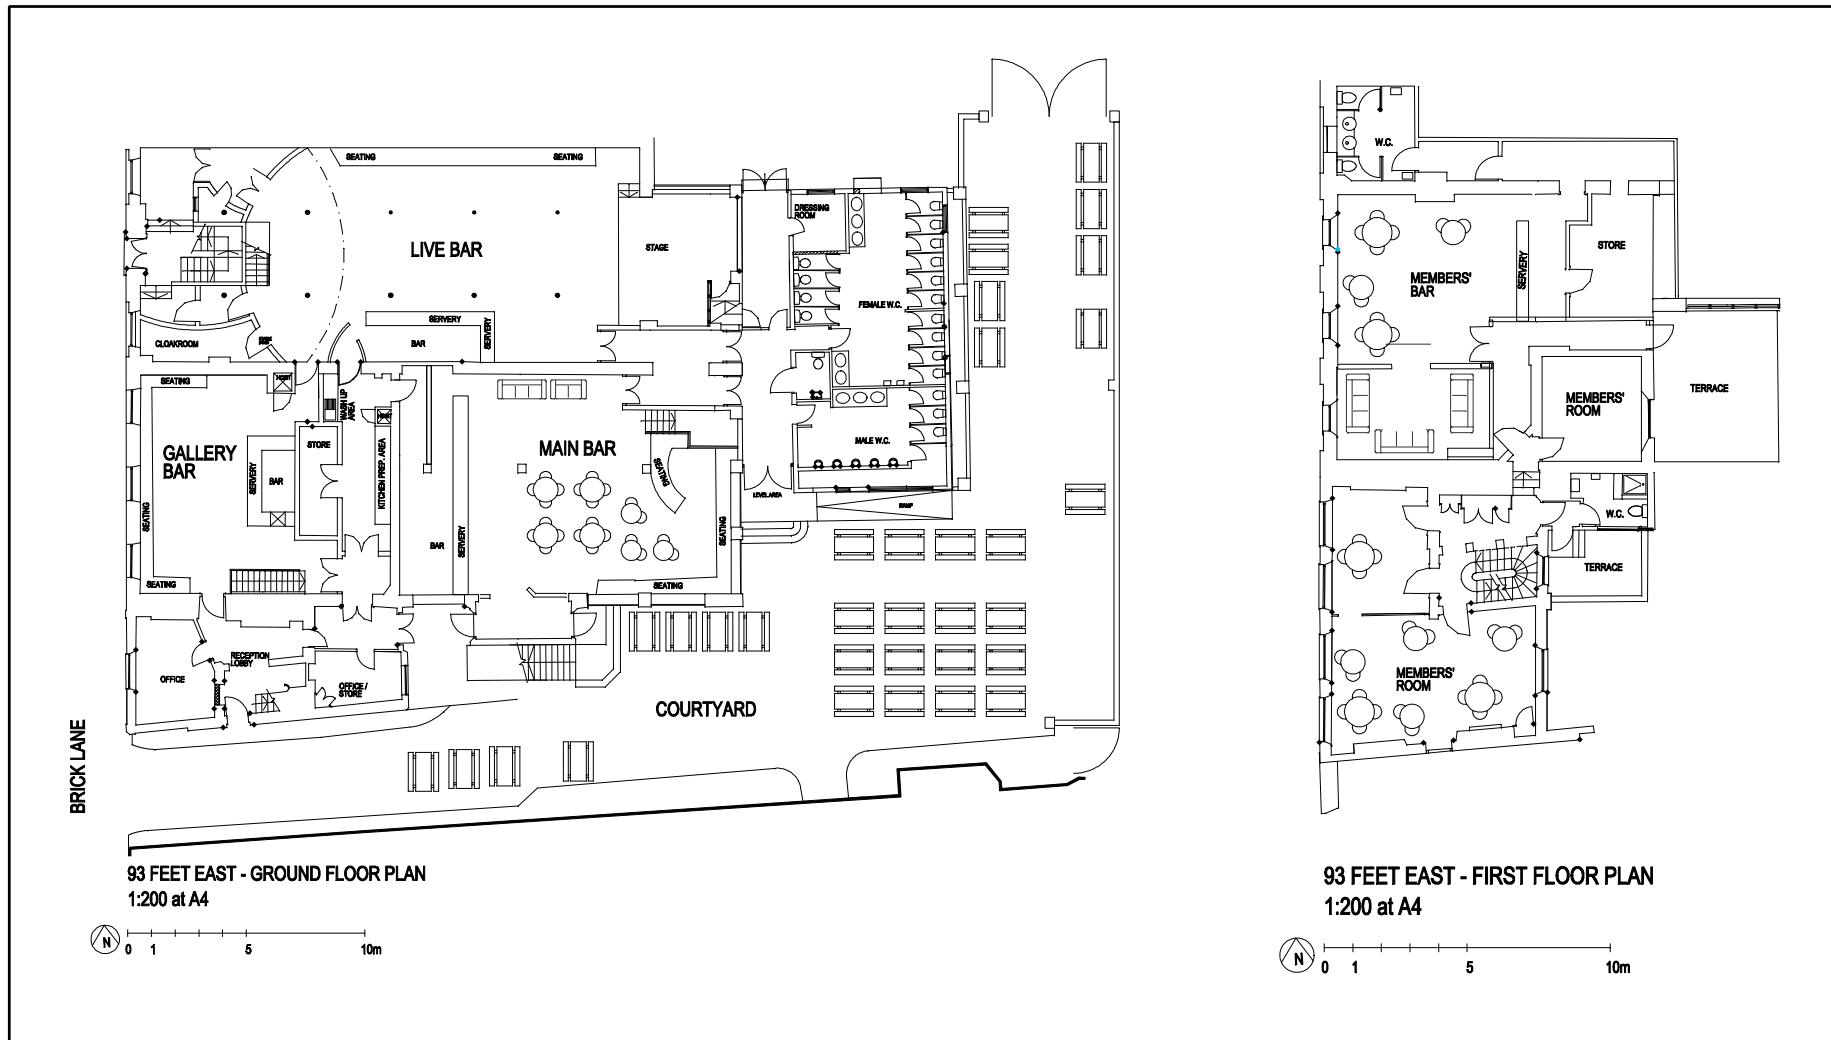 SEATING
SEATING
DRESSING
ROOM
LIVE BAR
STAGE
FEMALE W.C.
SERVERY
SERVERY
CLOAKROOM
BAR
SEATING
HOIST
WASH UP
AREA
HOIST
GALLERY
BAR
STORE
SERVERY
BAR
KITCHEN PREP. AREA
MAIN BAR
SEATING
MALE W.C.
LEVEL AREA
RAMP
SEATING
BAR
SERVERY
SEATING
SEATING
SEATING
RECEPTION
LOBBY
OFFICE
OFFICE /
STORE
COURTYARD
BRICK LANE
93 FEET EAST - GROUND FLOOR PLAN
1:200 at A4
N
0 1 5 10m
W.C.
STORE
MEMBERS'
BAR
SERVERY
TERRACE
MEMBERS'
ROOM
W.C.
TERRACE
MEMBERS'
ROOM
93 FEET EAST - FIRST FLOOR PLAN
1:200 at A4
N
0 1 5 10m